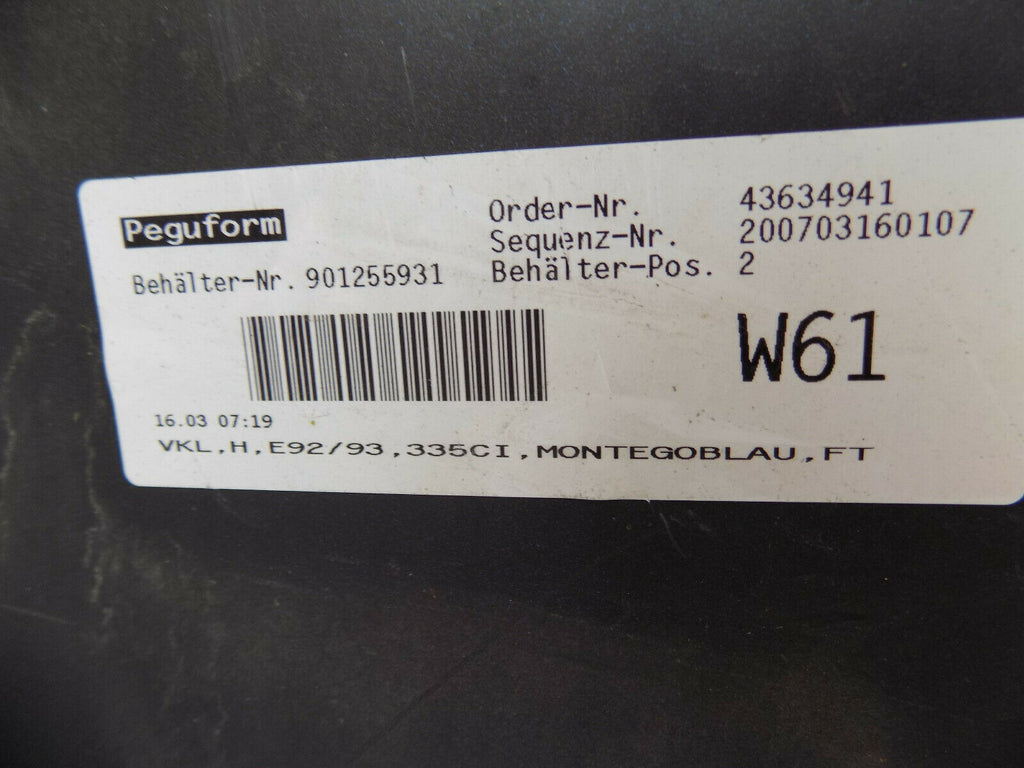 Peguform
Order-Nr. 43634941
Sequenz-Nr. 200703160107
Behälter-Nr. 901255931
Behälter-Pos. 2
W61
16.03 07:19
VKL,H,E92/93,335CI,MONTEGOBLAU,FT